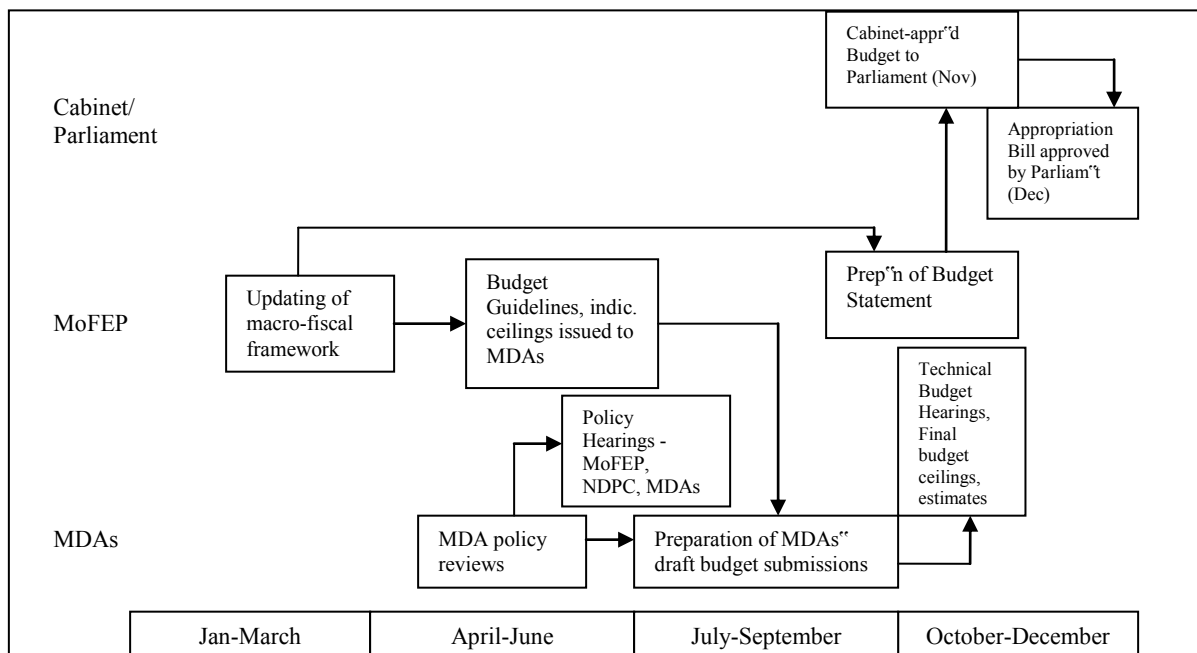 Cabinet-appr‟d
Budget to
Parliament (Nov)
Cabinet/
Parliament
Appropriation
Bill approved
by Parliam‟t
(Dec)
Updating of
macro-fiscal
framework
Budget
Guidelines, indic.
ceilings issued to
MDAs
Prep‟n of Budget
Statement
MoFEP
Technical
Budget
Hearings,
Final
budget
ceilings,
estimates
Policy
Hearings -
MoFEP,
NDPC, MDAs
MDAs
MDA policy
reviews
Preparation of MDAs‟
draft budget submissions
Jan-March
April-June
July-September
October-December